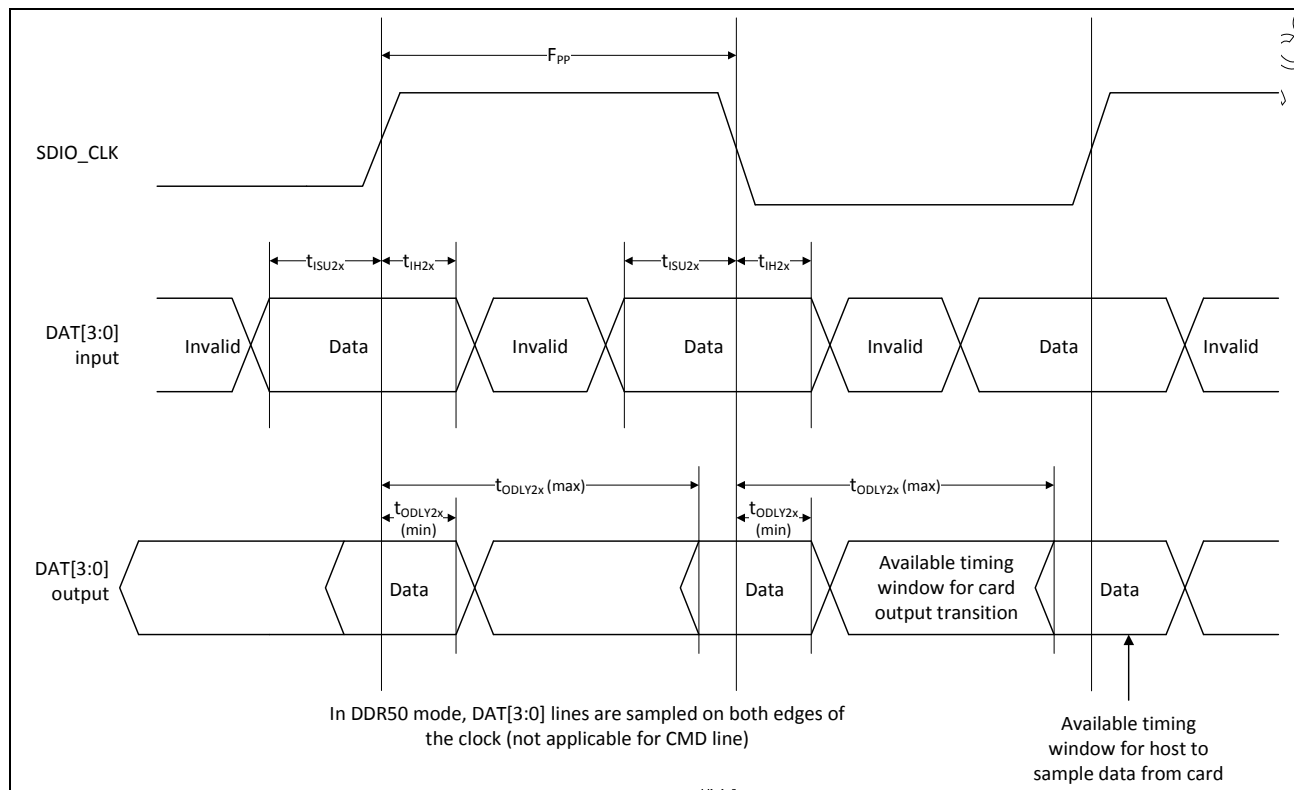 F_PP
SDIO_CLK
t_ISU2x
t_IH2x
t_ISU2x
t_IH2x
DAT[3:0]
input
Invalid
Data
Invalid
Data
Invalid
Data
Invalid
t_ODLY2x (max)
t_ODLY2x (max)
t_ODLY2x
(min)
t_ODLY2x
(min)
DAT[3:0]
output
Data
Data
Available timing
window for card
output transition
Data
In DDR50 mode, DAT[3:0] lines are sampled on both edges of
the clock (not applicable for CMD line)
Available timing
window for host to
sample data from card